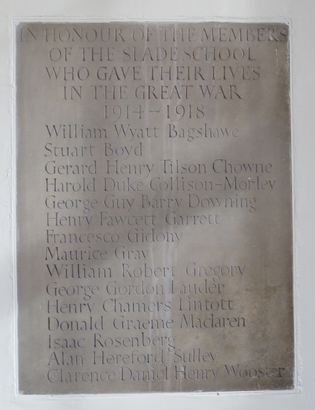 IN HONOUR OF THE MEMBERS
OF THE SLADE SCHOOL
WHO GAVE THEIR LIVES
IN THE GREAT WAR
1914–1918
William Wyatt Bagshawe
Stuart Boyd
Gerard Henry Tilson Chowne
Harold Duke Collison-Morley
George Guy Barry Downing
Henry Fawcett Garrett
Francesco Gidony
Maurice Gray
William Robert Gregory
George Gordon Lauder
Henry Chamers Lintott
Donald Graeme Maclaren
Isaac Rosenberg
Alan Hereford Sulley
Clarence Daniel Henry Wooster